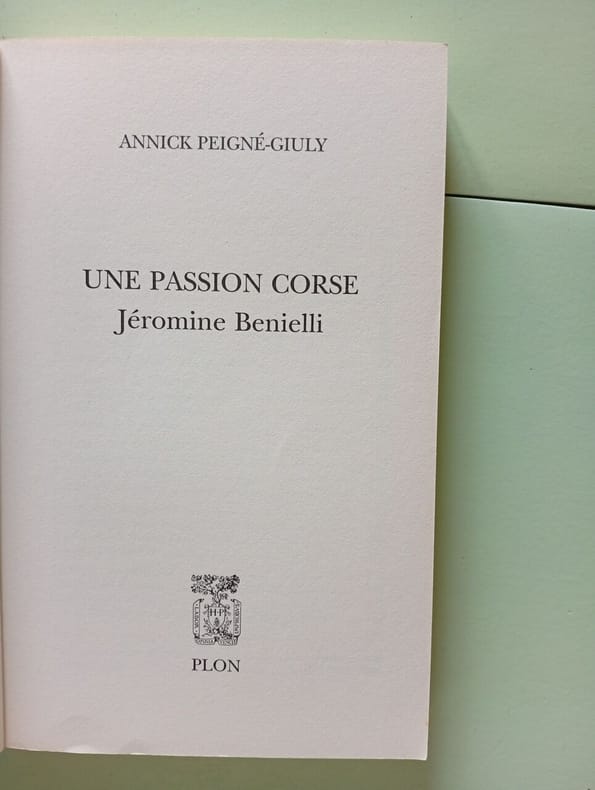 ANNICK PEIGNÉ-GIULY
UNE PASSION CORSE
Jéromine Benielli
H P
PLON